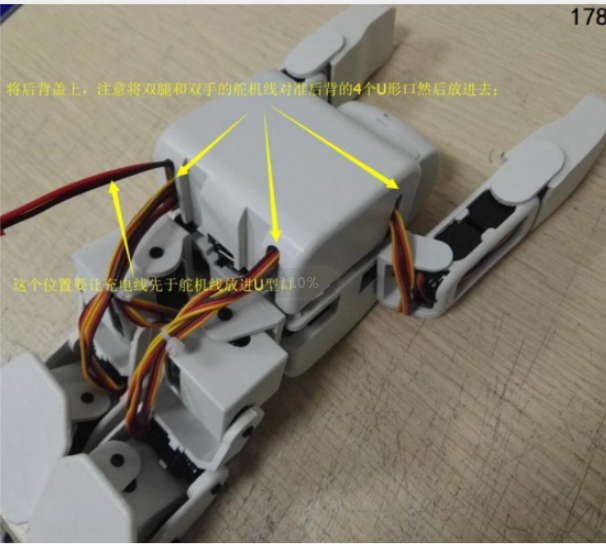 178
将后背盖上，注意将双腿和双手的舵机线对准后背的4个U形口然后放进去；
这个位置要让充电线先于舵机线放进U型口
.0%